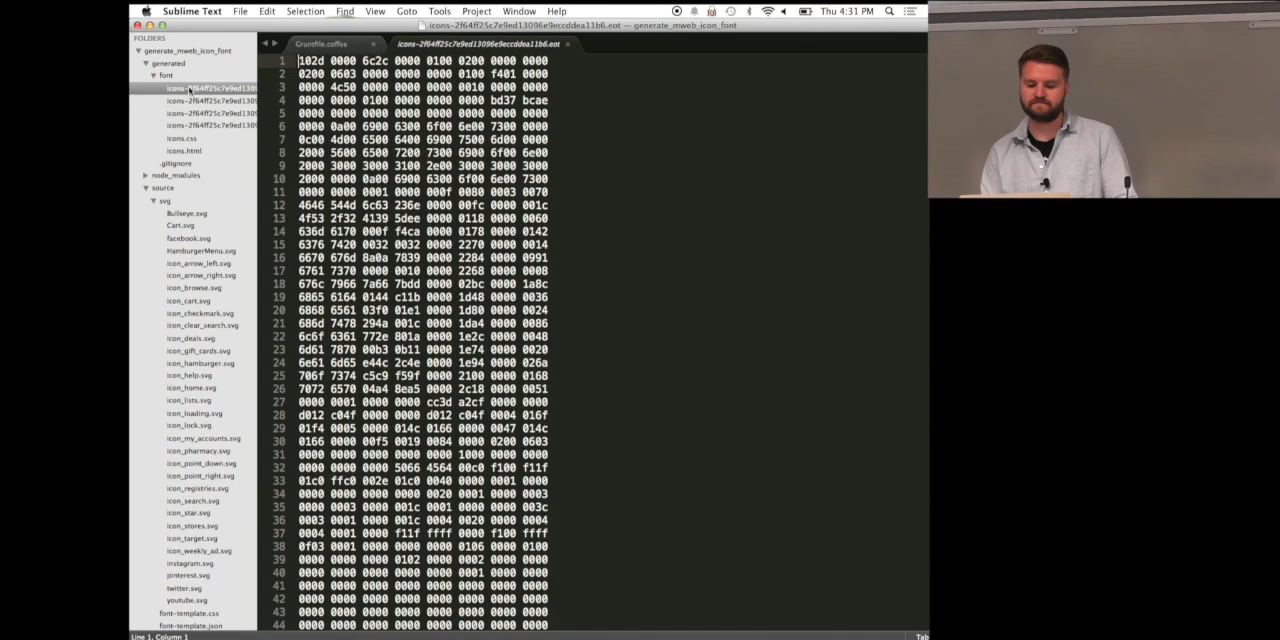 Sublime Text File Edit Selection Find View Goto Tools Project Window Help Thu 4:31 PM
icons-2f64ff25c7e9ed13096e9eccddea11b6.eot — generate_mweb_icon_font
FOLDERS
generate_mweb_icon_font
generated
font
icons-2f64ff25c7e9ed1309
icons-2f64ff25c7e9ed1309
icons-2f64ff25c7e9ed1309
icons-2f64ff25c7e9ed1309
icons.css
icons.html
.gitignore
node_modules
source
svg
Bullseye.svg
Cart.svg
facebook.svg
HamburgerMenu.svg
icon_arrow_left.svg
icon_arrow_right.svg
icon_browse.svg
icon_cart.svg
icon_checkmark.svg
icon_clear_search.svg
icon_deals.svg
icon_gift_cards.svg
icon_hamburger.svg
icon_help.svg
icon_home.svg
icon_lists.svg
icon_loading.svg
icon_lock.svg
icon_my_accounts.svg
icon_pharmacy.svg
icon_point_down.svg
icon_point_right.svg
icon_registries.svg
icon_search.svg
icon_star.svg
icon_stores.svg
icon_target.svg
icon_weekly_ad.svg
instagram.svg
pinterest.svg
twitter.svg
youtube.svg
font-template.css
font-template.json
Gruntfile.coffee × icons-2f64ff25c7e9ed13096e9eccddea11b6.eot ×
1 102d 0000 6c2c 0000 0100 0200 0000 0000
2 0200 0603 0000 0000 0000 0100 f401 0000
3 0000 4c50 0000 0000 0000 0010 0000 0000
4 0000 0000 0100 0000 0000 0000 bd37 bcae
5 0000 0000 0000 0000 0000 0000 0000 0000
6 0000 0a00 6900 6300 6f00 6e00 7300 0000
7 0c00 4d00 6500 6400 6900 7500 6d00 0000
8 2000 5600 6500 7200 7300 6900 6f00 6e00
9 2000 3000 3000 3100 2e00 3000 3000 3000
10 2000 0000 0a00 6900 6300 6f00 6e00 7300
11 0000 0000 0001 0000 000f 0080 0003 0070
12 4646 544d 6c63 236e 0000 00fc 0000 001c
13 4f53 2f32 4139 5dee 0000 0118 0000 0060
14 636d 6170 000f f4ca 0000 0178 0000 0142
15 6376 7420 0032 0032 0000 2270 0000 0014
16 6670 676d 8a0a 7839 0000 2284 0000 0991
17 6761 7370 0000 0010 0000 2268 0000 0008
18 676c 7966 7a66 7bdd 0000 02bc 0000 1a8c
19 6865 6164 0144 c11b 0000 1d48 0000 0036
20 6868 6561 03f0 01e1 0000 1d80 0000 0024
21 686d 7478 294a 001c 0000 1da4 0000 0086
22 6c6f 6361 772e 801a 0000 1e2c 0000 0048
23 6d61 7870 00b3 0b11 0000 1e74 0000 0020
24 6e61 6d65 e44c 2c4e 0000 1e94 0000 026a
25 706f 7374 c5c9 f59f 0000 2100 0000 0168
26 7072 6570 04a4 8ea5 0000 2c18 0000 0051
27 0000 0001 0000 0000 cc3d a2cf 0000 0000
28 d012 c04f 0000 0000 d012 c04f 0004 016f
29 01f4 0005 0000 014c 0166 0000 0047 014c
30 0166 0000 00f5 0019 0084 0000 0200 0603
31 0000 0000 0000 0000 0000 1000 0000 0000
32 0000 0000 0000 5066 4564 00c0 f100 f11f
33 01c0 ffc0 002e 01c0 0040 0000 0001 0000
34 0000 0000 0000 0000 0020 0001 0000 0003
35 0000 0003 0000 001c 0001 0000 0000 003c
36 0003 0001 0000 001c 0004 0020 0000 0004
37 0004 0001 0000 f11f ffff 0000 f100 ffff
38 0f03 0001 0000 0000 0000 0106 0000 0100
39 0000 0000 0000 0102 0000 0002 0000 0000
40 0000 0000 0000 0000 0000 0001 0000 0000
41 0000 0000 0000 0000 0000 0000 0000 0000
42 0000 0000 0000 0000 0000 0000 0000 0000
43 0000 0000 0000 0000 0000 0000 0000 0000
44 0000 0000 0000 0000 0000 0000 0000 0000
Line 1, Column 1 Tab